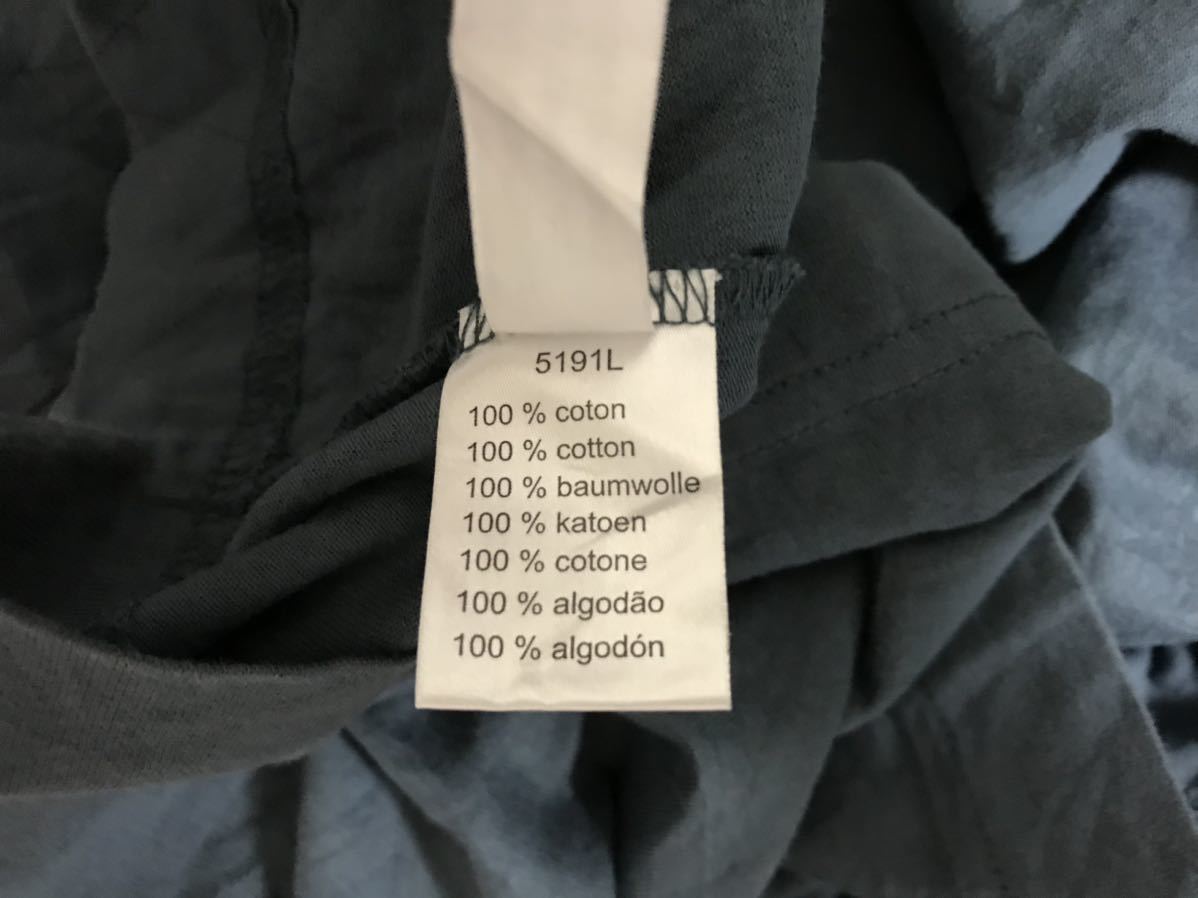 5191L
100 % coton
100 % cotton
100 % baumwolle
100 % katoen
100 % cotone
100 % algodão
100 % algodón